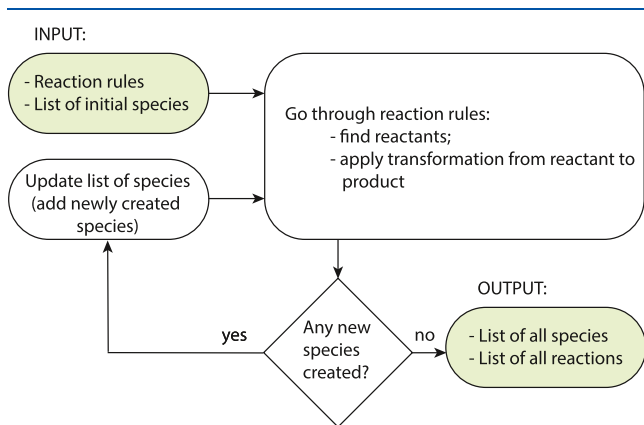 INPUT:
- Reaction rules
- List of initial species
Go through reaction rules:
- find reactants;
- apply transformation from reactant to
product
Update list of species
(add newly created
species)
Any new
species
created?
yes
no
OUTPUT:
- List of all species
- List of all reactions